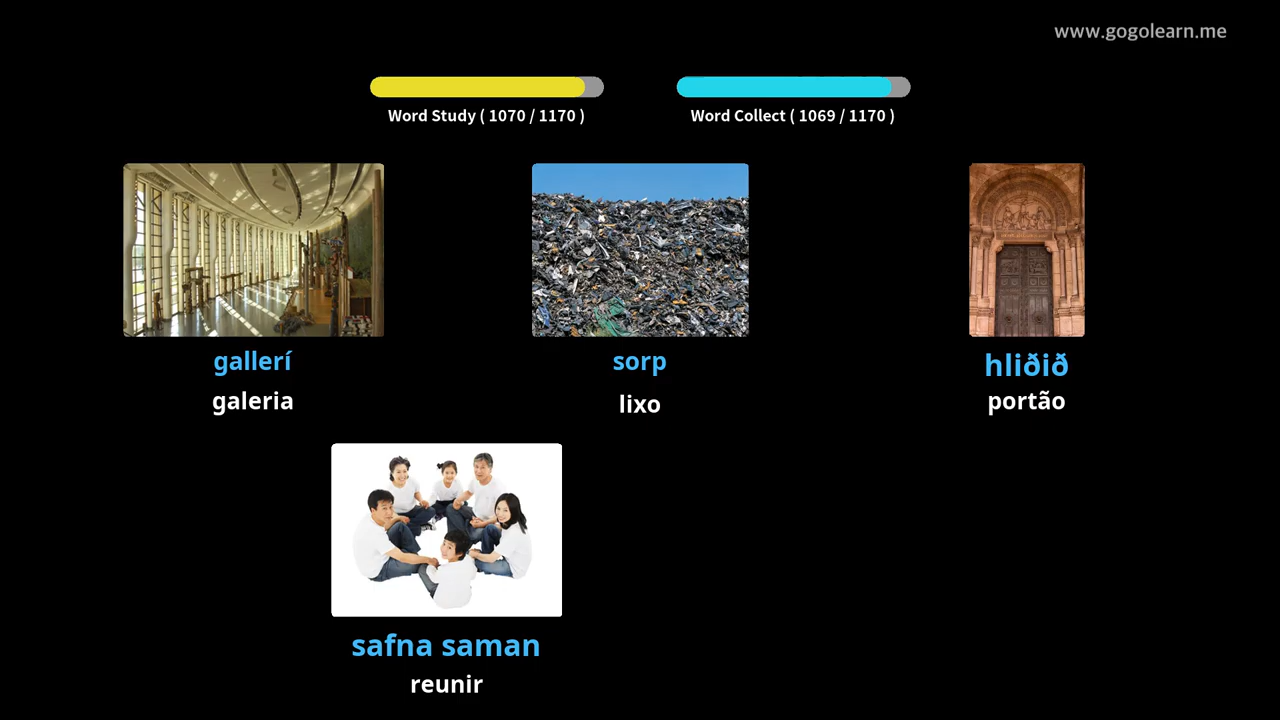 www.gogolearn.me
Word Study ( 1070 / 1170 )
Word Collect ( 1069 / 1170 )
gallerí
galeria
sorp
lixo
hliðið
portão
safna saman
reunir